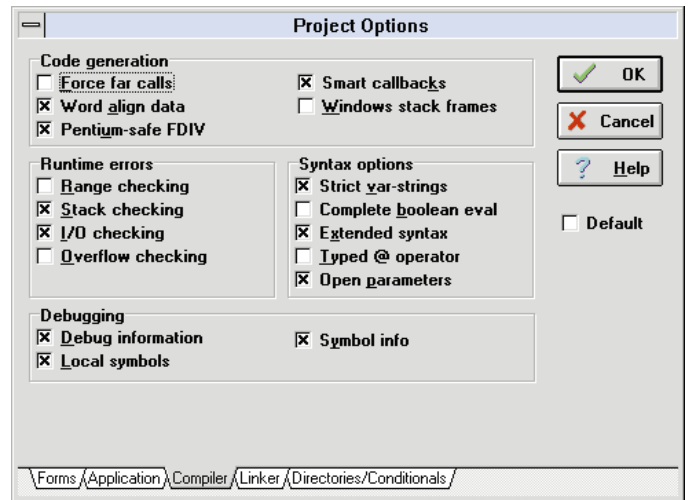 Project Options
Code generation
Force far calls
Word align data
Pentium-safe FDIV
Smart callbacks
Windows stack frames
Runtime errors
Range checking
Stack checking
I/O checking
Overflow checking
Syntax options
Strict var-strings
Complete boolean eval
Extended syntax
Typed @ operator
Open parameters
Debugging
Debug information
Local symbols
Symbol info
OK
Cancel
Help
Default
Forms Application Compiler Linker Directories/Conditionals